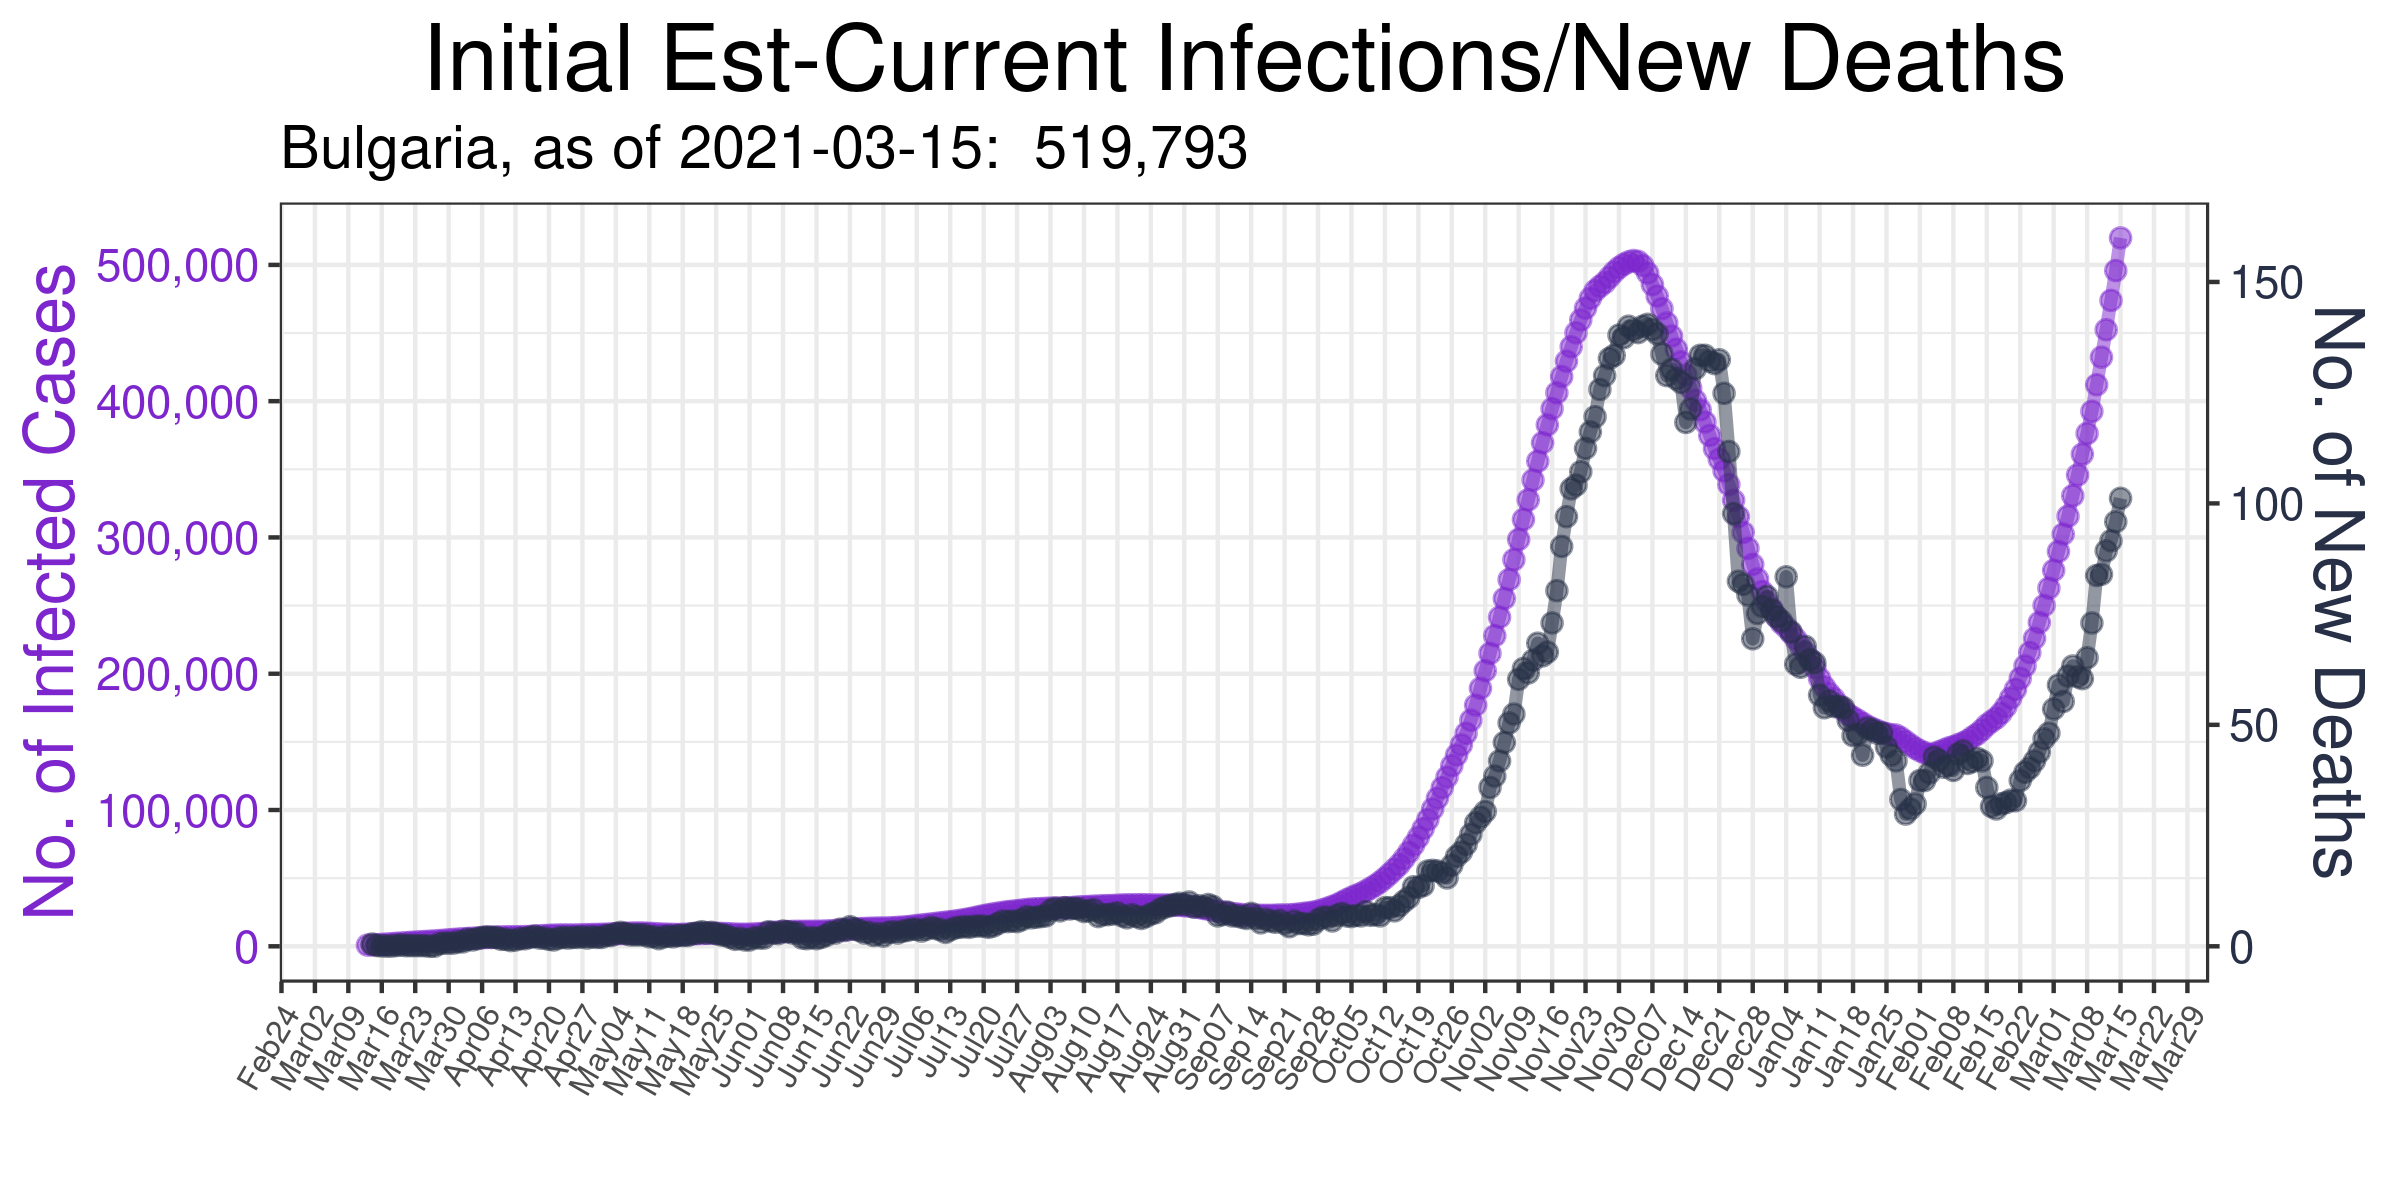 Initial Est-Current Infections/New Deaths
Bulgaria, as of 2021-03-15:  519,793
No. of Infected Cases
500,000
400,000
300,000
200,000
100,000
0
150
100
50
0
No. of New Deaths
Feb24
Mar02
Mar09
Mar16
Mar23
Mar30
Apr06
Apr13
Apr20
Apr27
May04
May11
May18
May25
Jun01
Jun08
Jun15
Jun22
Jun29
Jul06
Jul13
Jul20
Jul27
Aug03
Aug10
Aug17
Aug24
Aug31
Sep07
Sep14
Sep21
Sep28
Oct05
Oct12
Oct19
Oct26
Nov02
Nov09
Nov16
Nov23
Nov30
Dec07
Dec14
Dec21
Dec28
Jan04
Jan11
Jan18
Jan25
Feb01
Feb08
Feb15
Feb22
Mar01
Mar08
Mar15
Mar22
Mar29